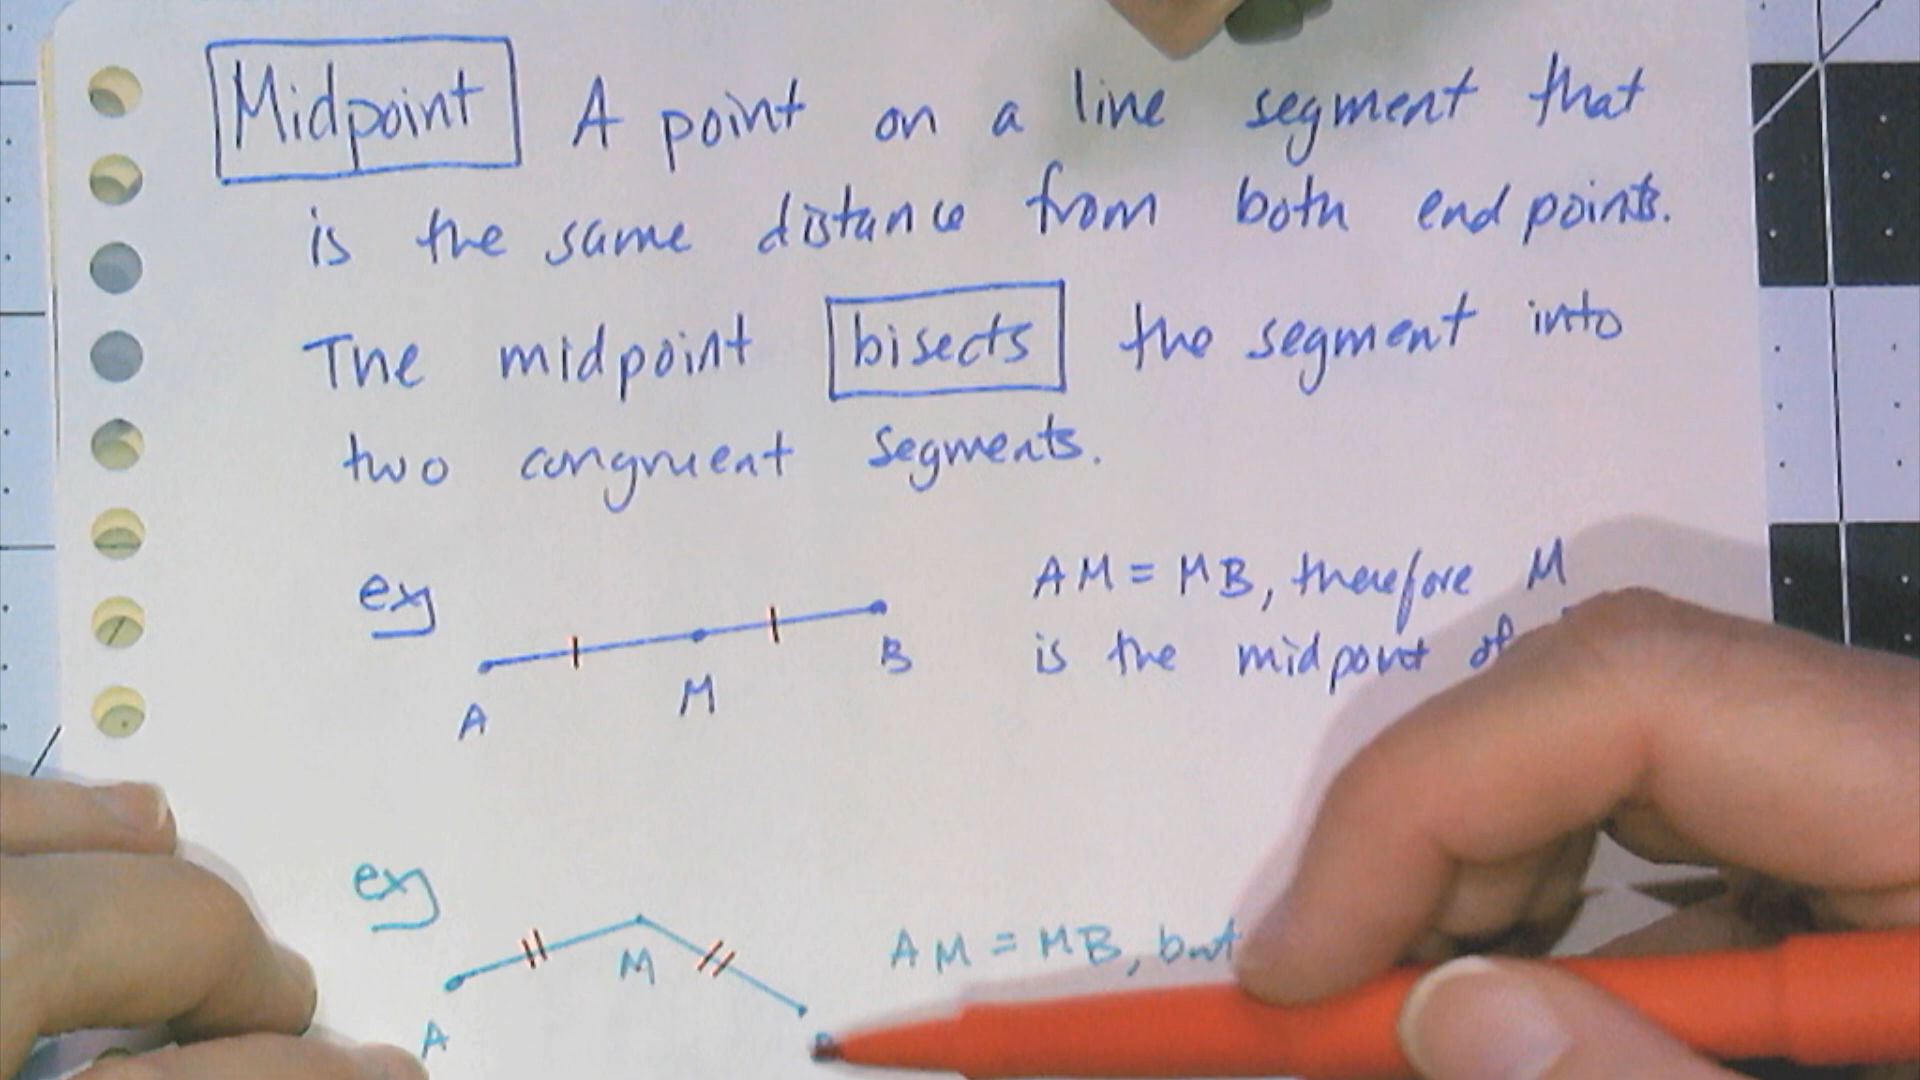 Midpoint A point on a line segment that
is the same distance from both endpoints.
The midpoint bisects the segment into
two congruent segments.
ex
AM = MB, therefore M
is the midpoint of
A M B
ex
AM = MB, but
A M